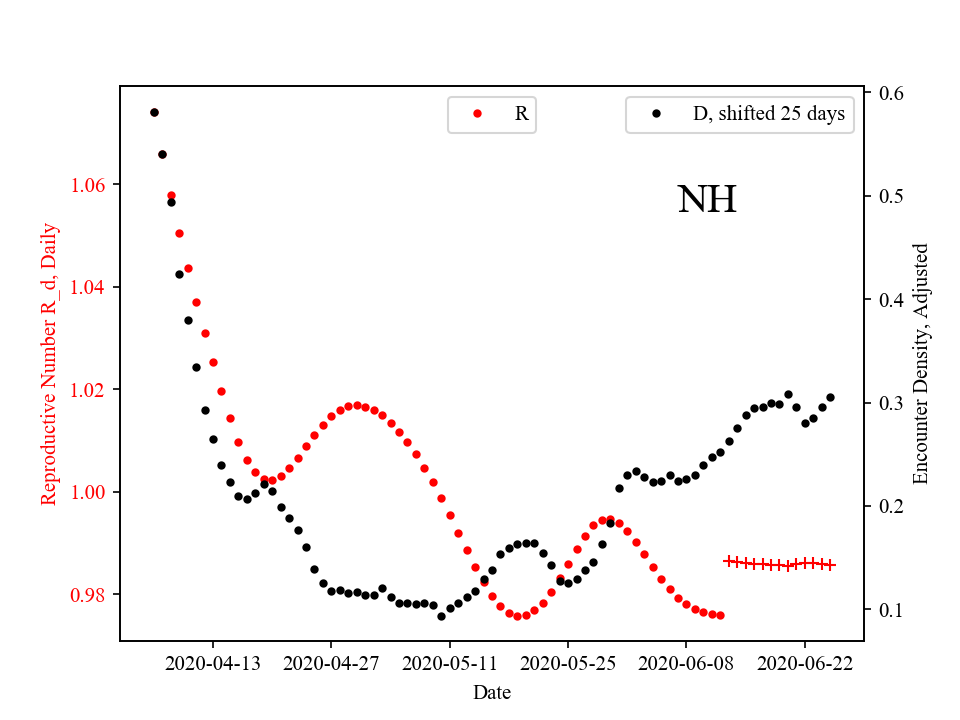 R
D, shifted 25 days
NH
Reproductive Number R_d, Daily
1.06
1.04
1.02
1.00
0.98
0.6
0.5
0.4
0.3
0.2
0.1
Encounter Density, Adjusted
2020-04-13
2020-04-27
2020-05-11
2020-05-25
2020-06-08
2020-06-22
Date